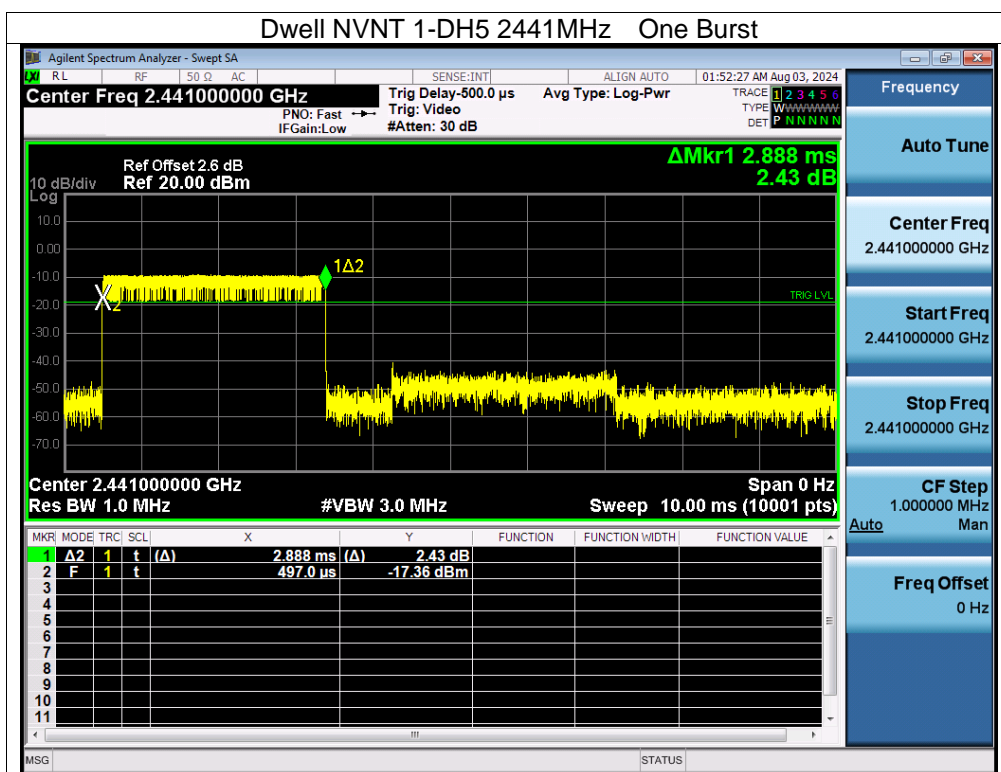 Dwell NVNT 1-DH5 2441MHz One Burst
Agilent Spectrum Analyzer - Swept SA
LXI RL RF 50 Ω AC SENSE:INT ALIGN AUTO 01:52:27 AM Aug 03, 2024
Center Freq 2.441000000 GHz
PNO: Fast
IFGain:Low
Trig Delay-500.0 µs
Trig: Video
#Atten: 30 dB
Avg Type: Log-Pwr
TRACE 1 2 3 4 5 6
TYPE WWWWWW
DET P N N N N N
Ref Offset 2.6 dB
10 dB/div Ref 20.00 dBm
Log
ΔMkr1 2.888 ms
2.43 dB
10.0
0.00
-10.0
-20.0
-30.0
-40.0
-50.0
-60.0
-70.0
1Δ2
X2
TRIG LVL
Center 2.441000000 GHz Span 0 Hz
Res BW 1.0 MHz #VBW 3.0 MHz Sweep 10.00 ms (10001 pts)
MKR MODE TRC SCL X Y FUNCTION FUNCTION WIDTH FUNCTION VALUE
1 Δ2 1 t (Δ) 2.888 ms (Δ) 2.43 dB
2 F 1 t 497.0 µs -17.36 dBm
3
4
5
6
7
8
9
10
11
MSG STATUS
Frequency
Auto Tune
Center Freq
2.441000000 GHz
Start Freq
2.441000000 GHz
Stop Freq
2.441000000 GHz
CF Step
1.000000 MHz
Auto Man
Freq Offset
0 Hz